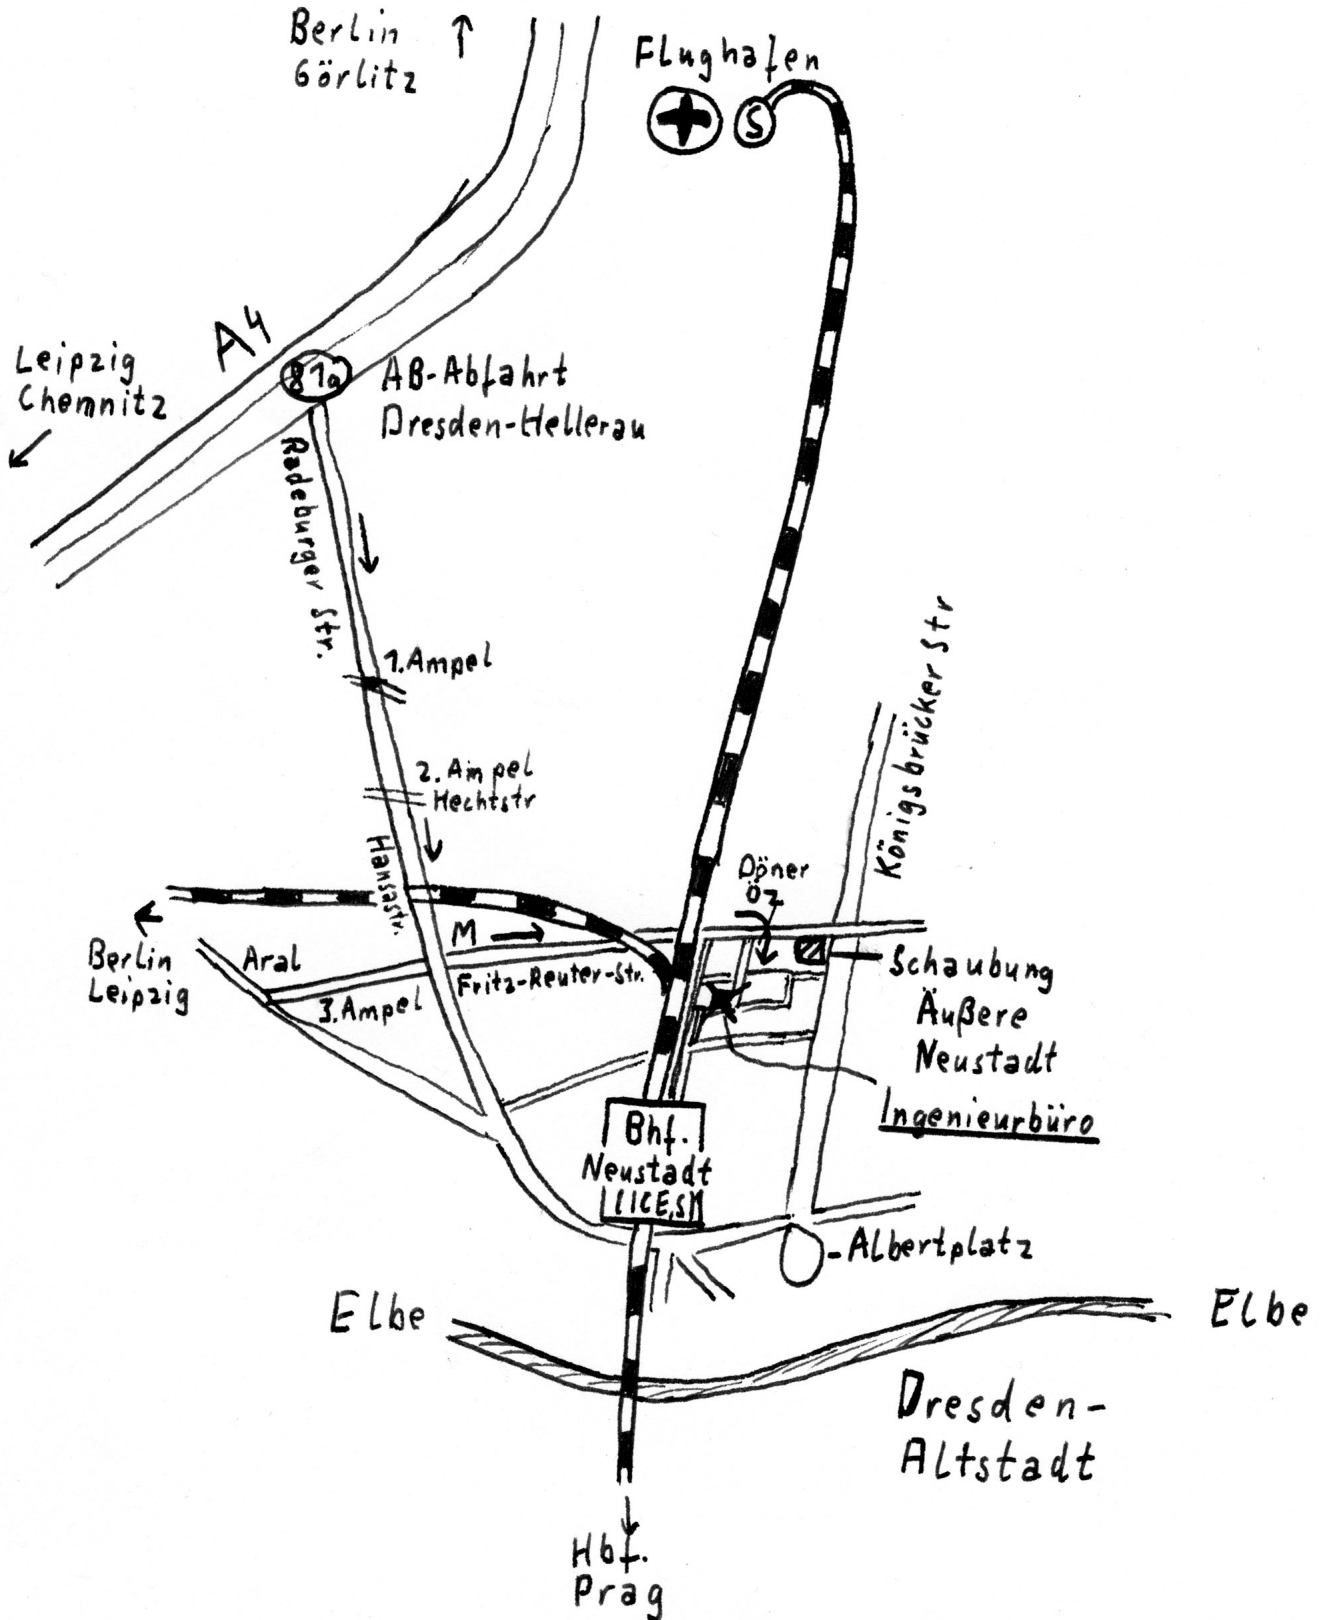 Berlin
Görlitz
Flughafen
S
A4
Leipzig
Chemnitz
81a
AB-Abfahrt
Dresden-Hellerau
Radeburger Str.
1. Ampel
2. Ampel
Hechtstr
Königsbrücker Str
Hansastr.
Döner
Öz
M
Berlin
Leipzig
Aral
Fritz-Reuter-Str.
3. Ampel
Schaubung
Äußere
Neustadt
Ingenieurbüro
Bhf.
Neustadt
(ICE,S)
Albertplatz
Elbe
Elbe
Dresden-
Altstadt
Hbf.
Prag